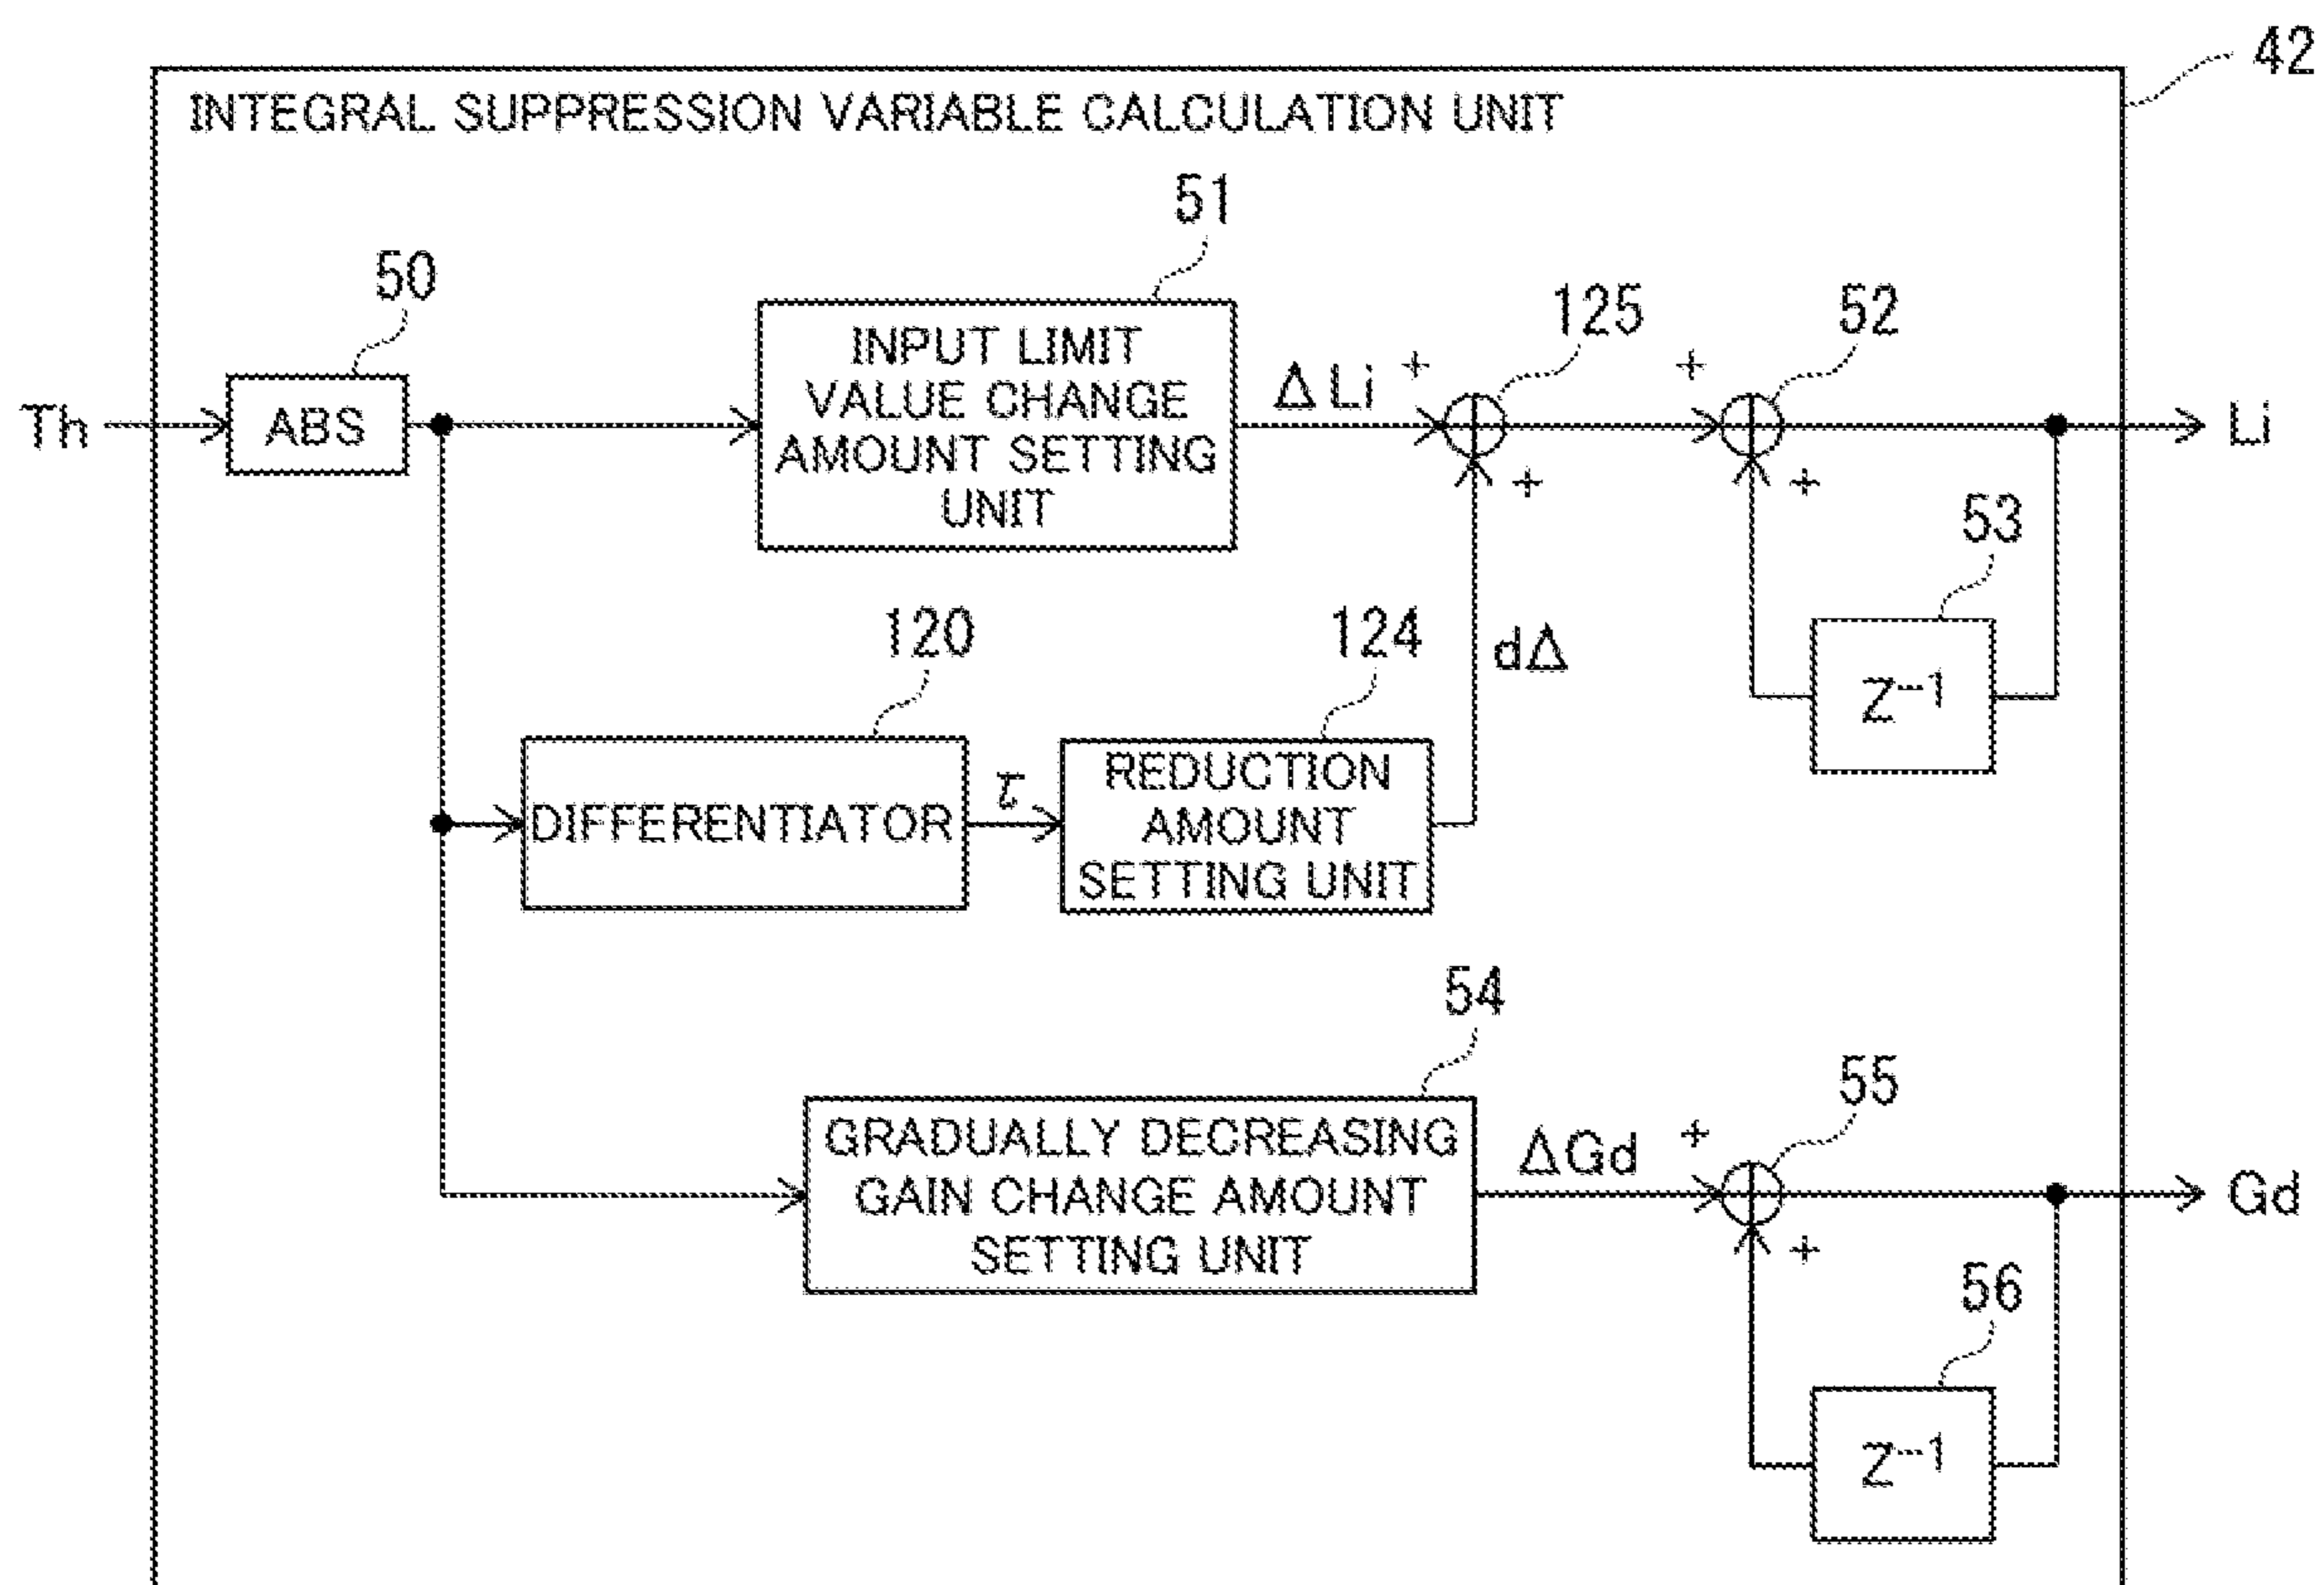 42
INTEGRAL SUPPRESSION VARIABLE CALCULATION UNIT
51
50
125
52
INPUT LIMIT
VALUE CHANGE
AMOUNT SETTING
UNIT
Th
ABS
ΔLi
+
+
Li
+
+
53
Z⁻¹
120
124
dΔ
DIFFERENTIATOR
τ
REDUCTION
AMOUNT
SETTING UNIT
54
55
GRADUALLY DECREASING
GAIN CHANGE AMOUNT
SETTING UNIT
ΔGd
+
+
Gd
56
Z⁻¹